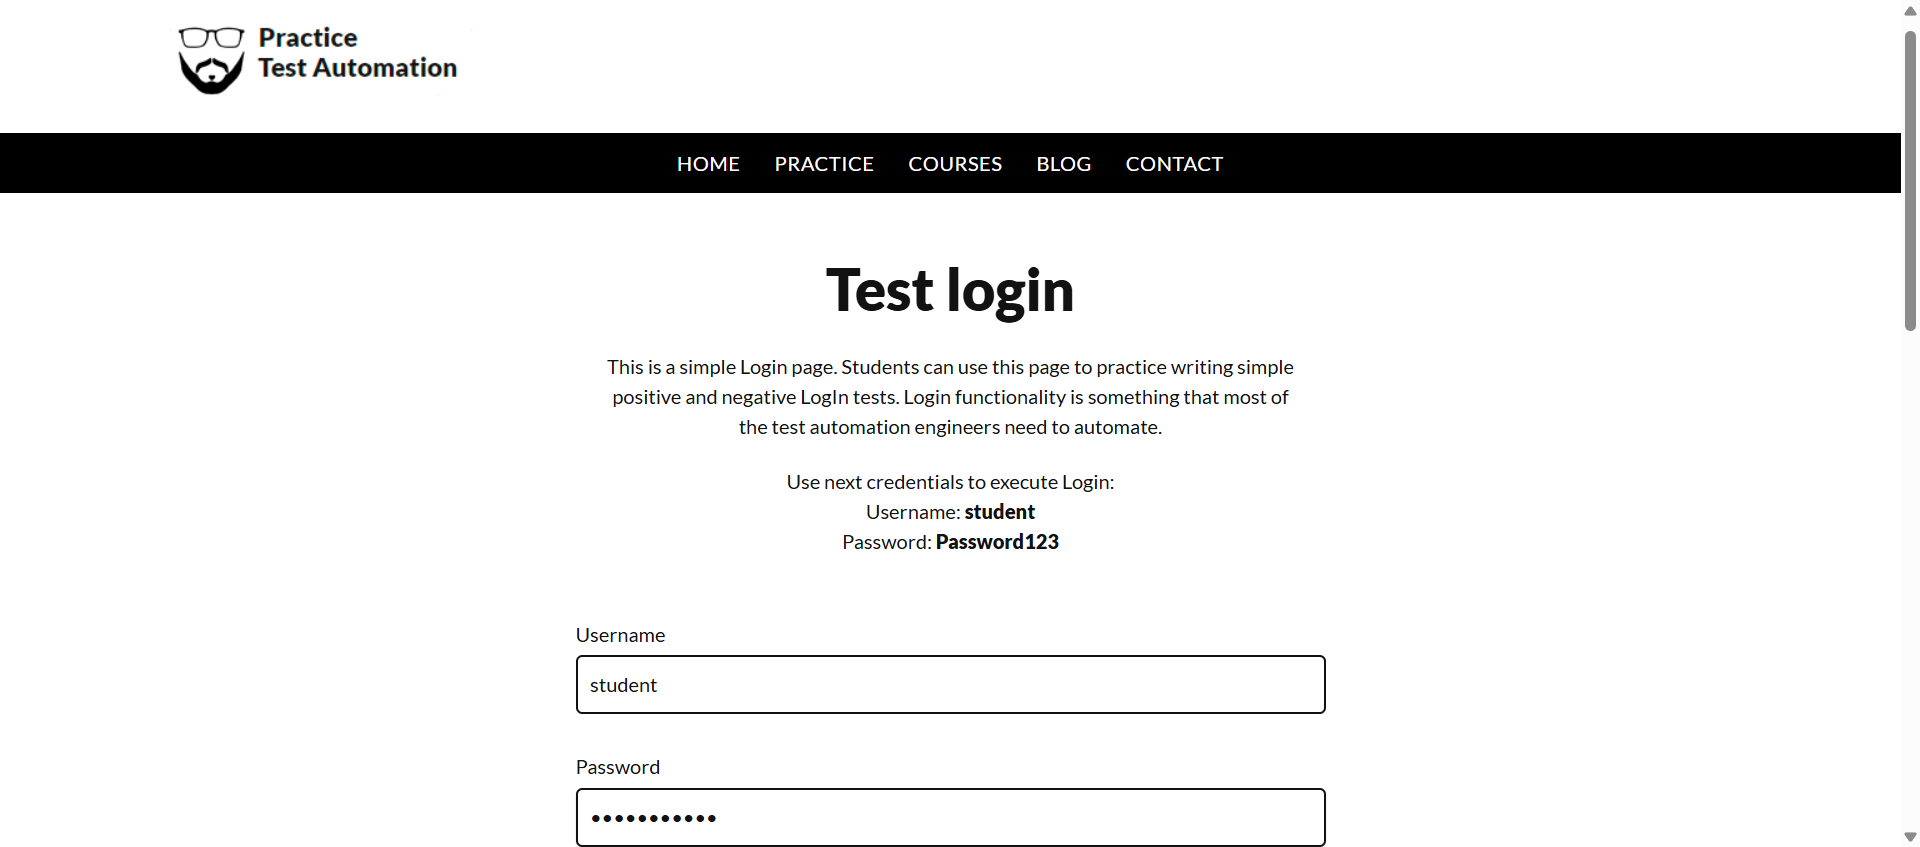 Practice
Test Automation
HOME PRACTICE COURSES BLOG CONTACT
Test login
This is a simple Login page. Students can use this page to practice writing simple
positive and negative LogIn tests. Login functionality is something that most of
the test automation engineers need to automate.
Use next credentials to execute Login:
Username: student
Password: Password123
Username
student
Password
•••••••••••